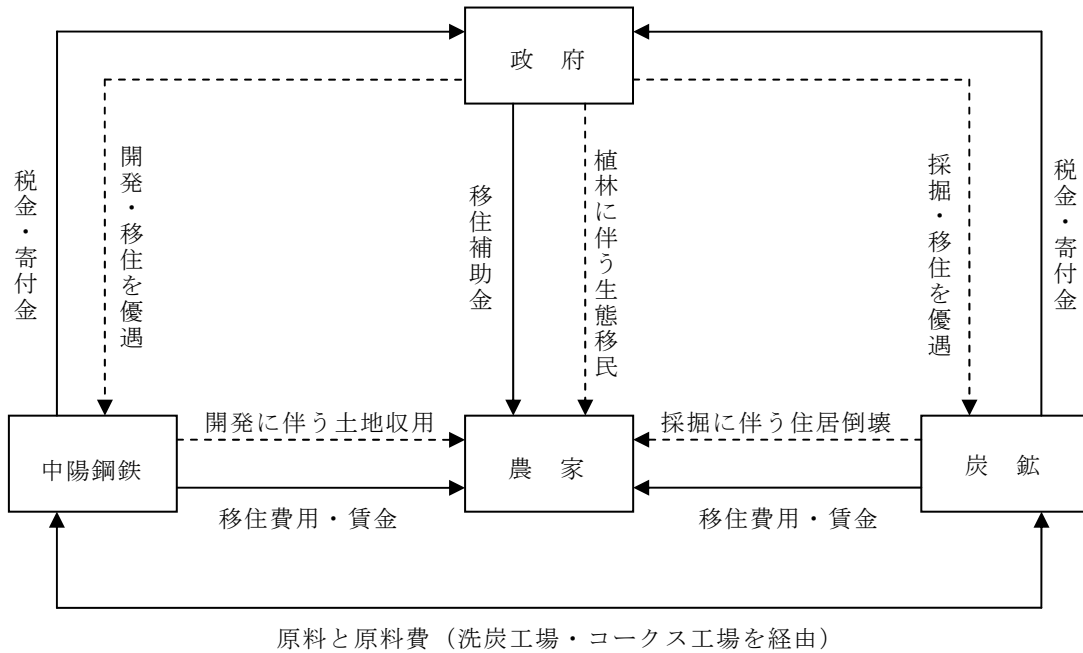 政　府
税金・寄付金
開発・移住を優遇
移住補助金
植林に伴う生態移民
採掘・移住を優遇
税金・寄付金
開発に伴う土地収用
採掘に伴う住居倒壊
中陽鋼鉄
農　家
炭　鉱
移住費用・賃金
移住費用・賃金
原料と原料費（洗炭工場・コークス工場を経由）